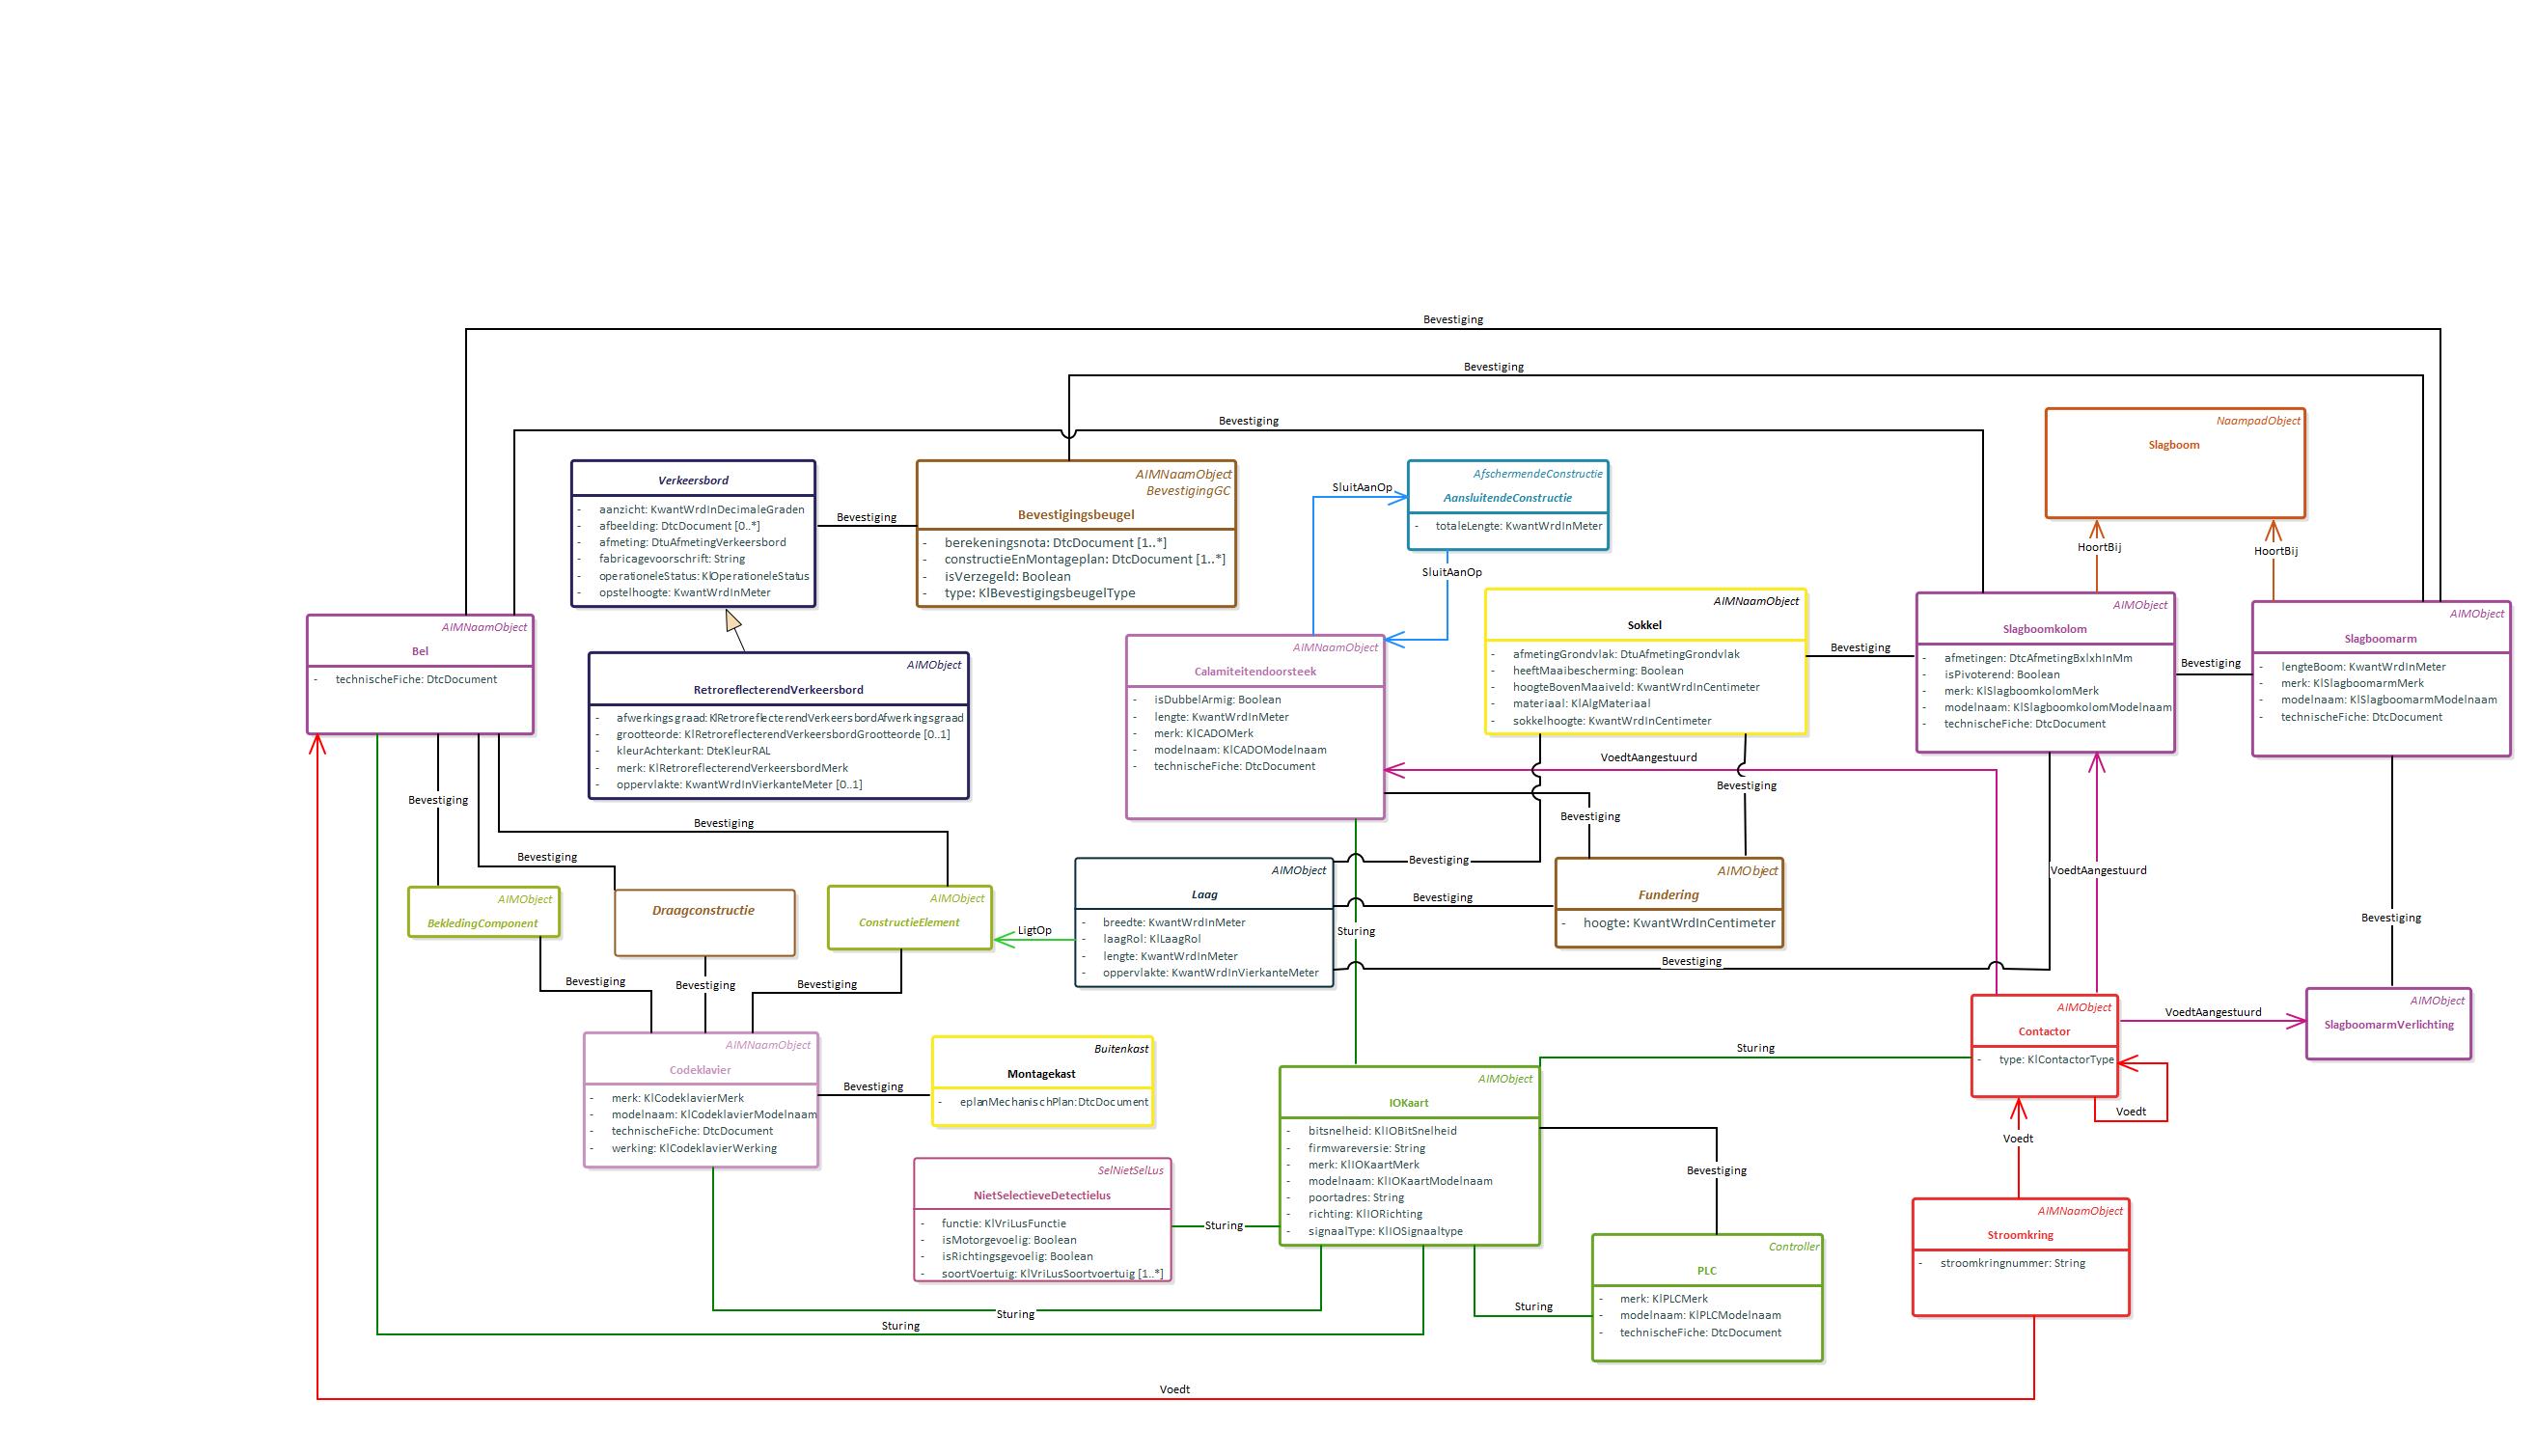 Bevestiging
Bevestiging
Bevestiging
NaampadObject
Slagboom
Verkeersbord
- aanzicht: KwantWrdInDecimaleGraden
- afbeelding: DtcDocument [0..*]
- afmeting: DtuAfmetingVerkeersbord
- fabricagevoorschrift: String
- operationeleStatus: KlOperationeleStatus
- opstelhoogte: KwantWrdInMeter
Bevestiging
AIMNaamObject
BevestigingGC
Bevestigingsbeugel
- berekeningsnota: DtcDocument [1..*]
- constructieEnMontageplan: DtcDocument [1..*]
- isVerzegeld: Boolean
- type: KlBevestigingsbeugelType
SluitAanOp
AfschermendeConstructie
AansluitendeConstructie
- totaleLengte: KwantWrdInMeter
SluitAanOp
HoortBij
HoortBij
AIMNaamObject
Bel
- technischeFiche: DtcDocument
AIMObject
RetroreflecterendVerkeersbord
- afwerkingsgraad: KlRetroreflecterendVerkeersbordAfwerkingsgraad
- grootteorde: KlRetroreflecterendVerkeersbordGrootteorde [0..1]
- kleurAchterkant: DteKleurRAL
- merk: KlRetroreflecterendVerkeersbordMerk
- oppervlakte: KwantWrdInVierkanteMeter [0..1]
AIMNaamObject
Calamiteitendoorsteek
- isDubbelArmig: Boolean
- lengte: KwantWrdInMeter
- merk: KlCADOMerk
- modelnaam: KlCADOModelnaam
- technischeFiche: DtcDocument
AIMNaamObject
Sokkel
- afmetingGrondvlak: DtuAfmetingGrondvlak
- heeftMaaibescherming: Boolean
- hoogteBovenMaaiveld: KwantWrdInCentimeter
- materiaal: KlAlgMateriaal
- sokkelhoogte: KwantWrdInCentimeter
Bevestiging
AIMObject
Slagboomkolom
- afmetingen: DtcAfmetingBxlxhInMm
- isPivoterend: Boolean
- merk: KlSlagboomkolomMerk
- modelnaam: KlSlagboomkolomModelnaam
- technischeFiche: DtcDocument
Bevestiging
AIMObject
Slagboomarm
- lengteBoom: KwantWrdInMeter
- merk: KlSlagboomarmMerk
- modelnaam: KlSlagboomarmModelnaam
- technischeFiche: DtcDocument
VoedtAangestuurd
Bevestiging
Bevestiging
Bevestiging
Bevestiging
Bevestiging
Bevestiging
Bevestiging
VoedtAangestuurd
AIMObject
BekledingComponent
Draagconstructie
AIMObject
ConstructieElement
LigtOp
AIMObject
Laag
- breedte: KwantWrdInMeter
- laagRol: KlLaagRol
- lengte: KwantWrdInMeter
- oppervlakte: KwantWrdInVierkanteMeter
Sturing
AIMObject
Fundering
- hoogte: KwantWrdInCentimeter
Bevestiging
Bevestiging
Bevestiging
Bevestiging
Bevestiging
AIMNaamObject
Codeklavier
- merk: KlCodeklavierMerk
- modelnaam: KlCodeklavierModelnaam
- technischeFiche: DtcDocument
- werking: KlCodeklavierWerking
Bevestiging
Buitenkast
Montagekast
- eplanMechanischPlan:DtcDocument
AIMObject
Contactor
- type: KlContactorType
VoedtAangestuurd
AIMObject
SlagboomarmVerlichting
Sturing
Voedt
Voedt
AIMObject
IOKaart
- bitsnelheid: KlIOBitSnelheid
- firmwareversie: String
- merk: KlIOKaartMerk
- modelnaam: KlIOKaartModelnaam
- poortadres: String
- richting: KlIORichting
- signaalType: KlIOSignaaltype
Bevestiging
SelNietSelLus
NietSelectieveDetectielus
- functie: KlVriLusFunctie
- isMotorgevoelig: Boolean
- isRichtingsgevoelig: Boolean
- soortVoertuig: KlVriLusSoortvoertuig [1..*]
Sturing
AIMNaamObject
Stroomkring
- stroomkringnummer: String
Controller
PLC
- merk: KlPLCMerk
- modelnaam: KlPLCModelnaam
- technischeFiche: DtcDocument
Sturing
Sturing
Sturing
Voedt